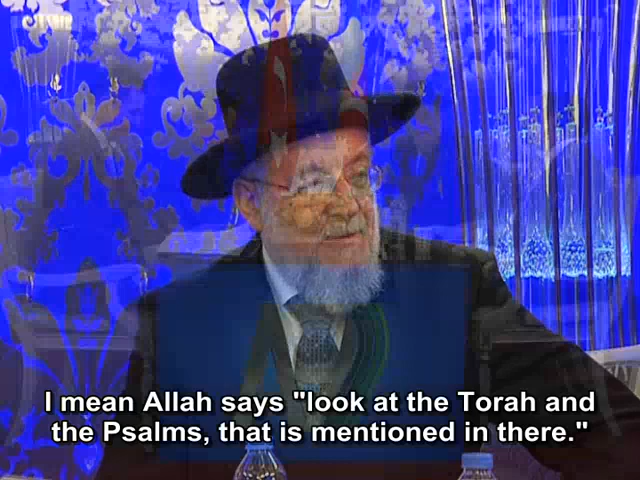 I mean Allah says "look at the Torah and
the Psalms, that is mentioned in there."